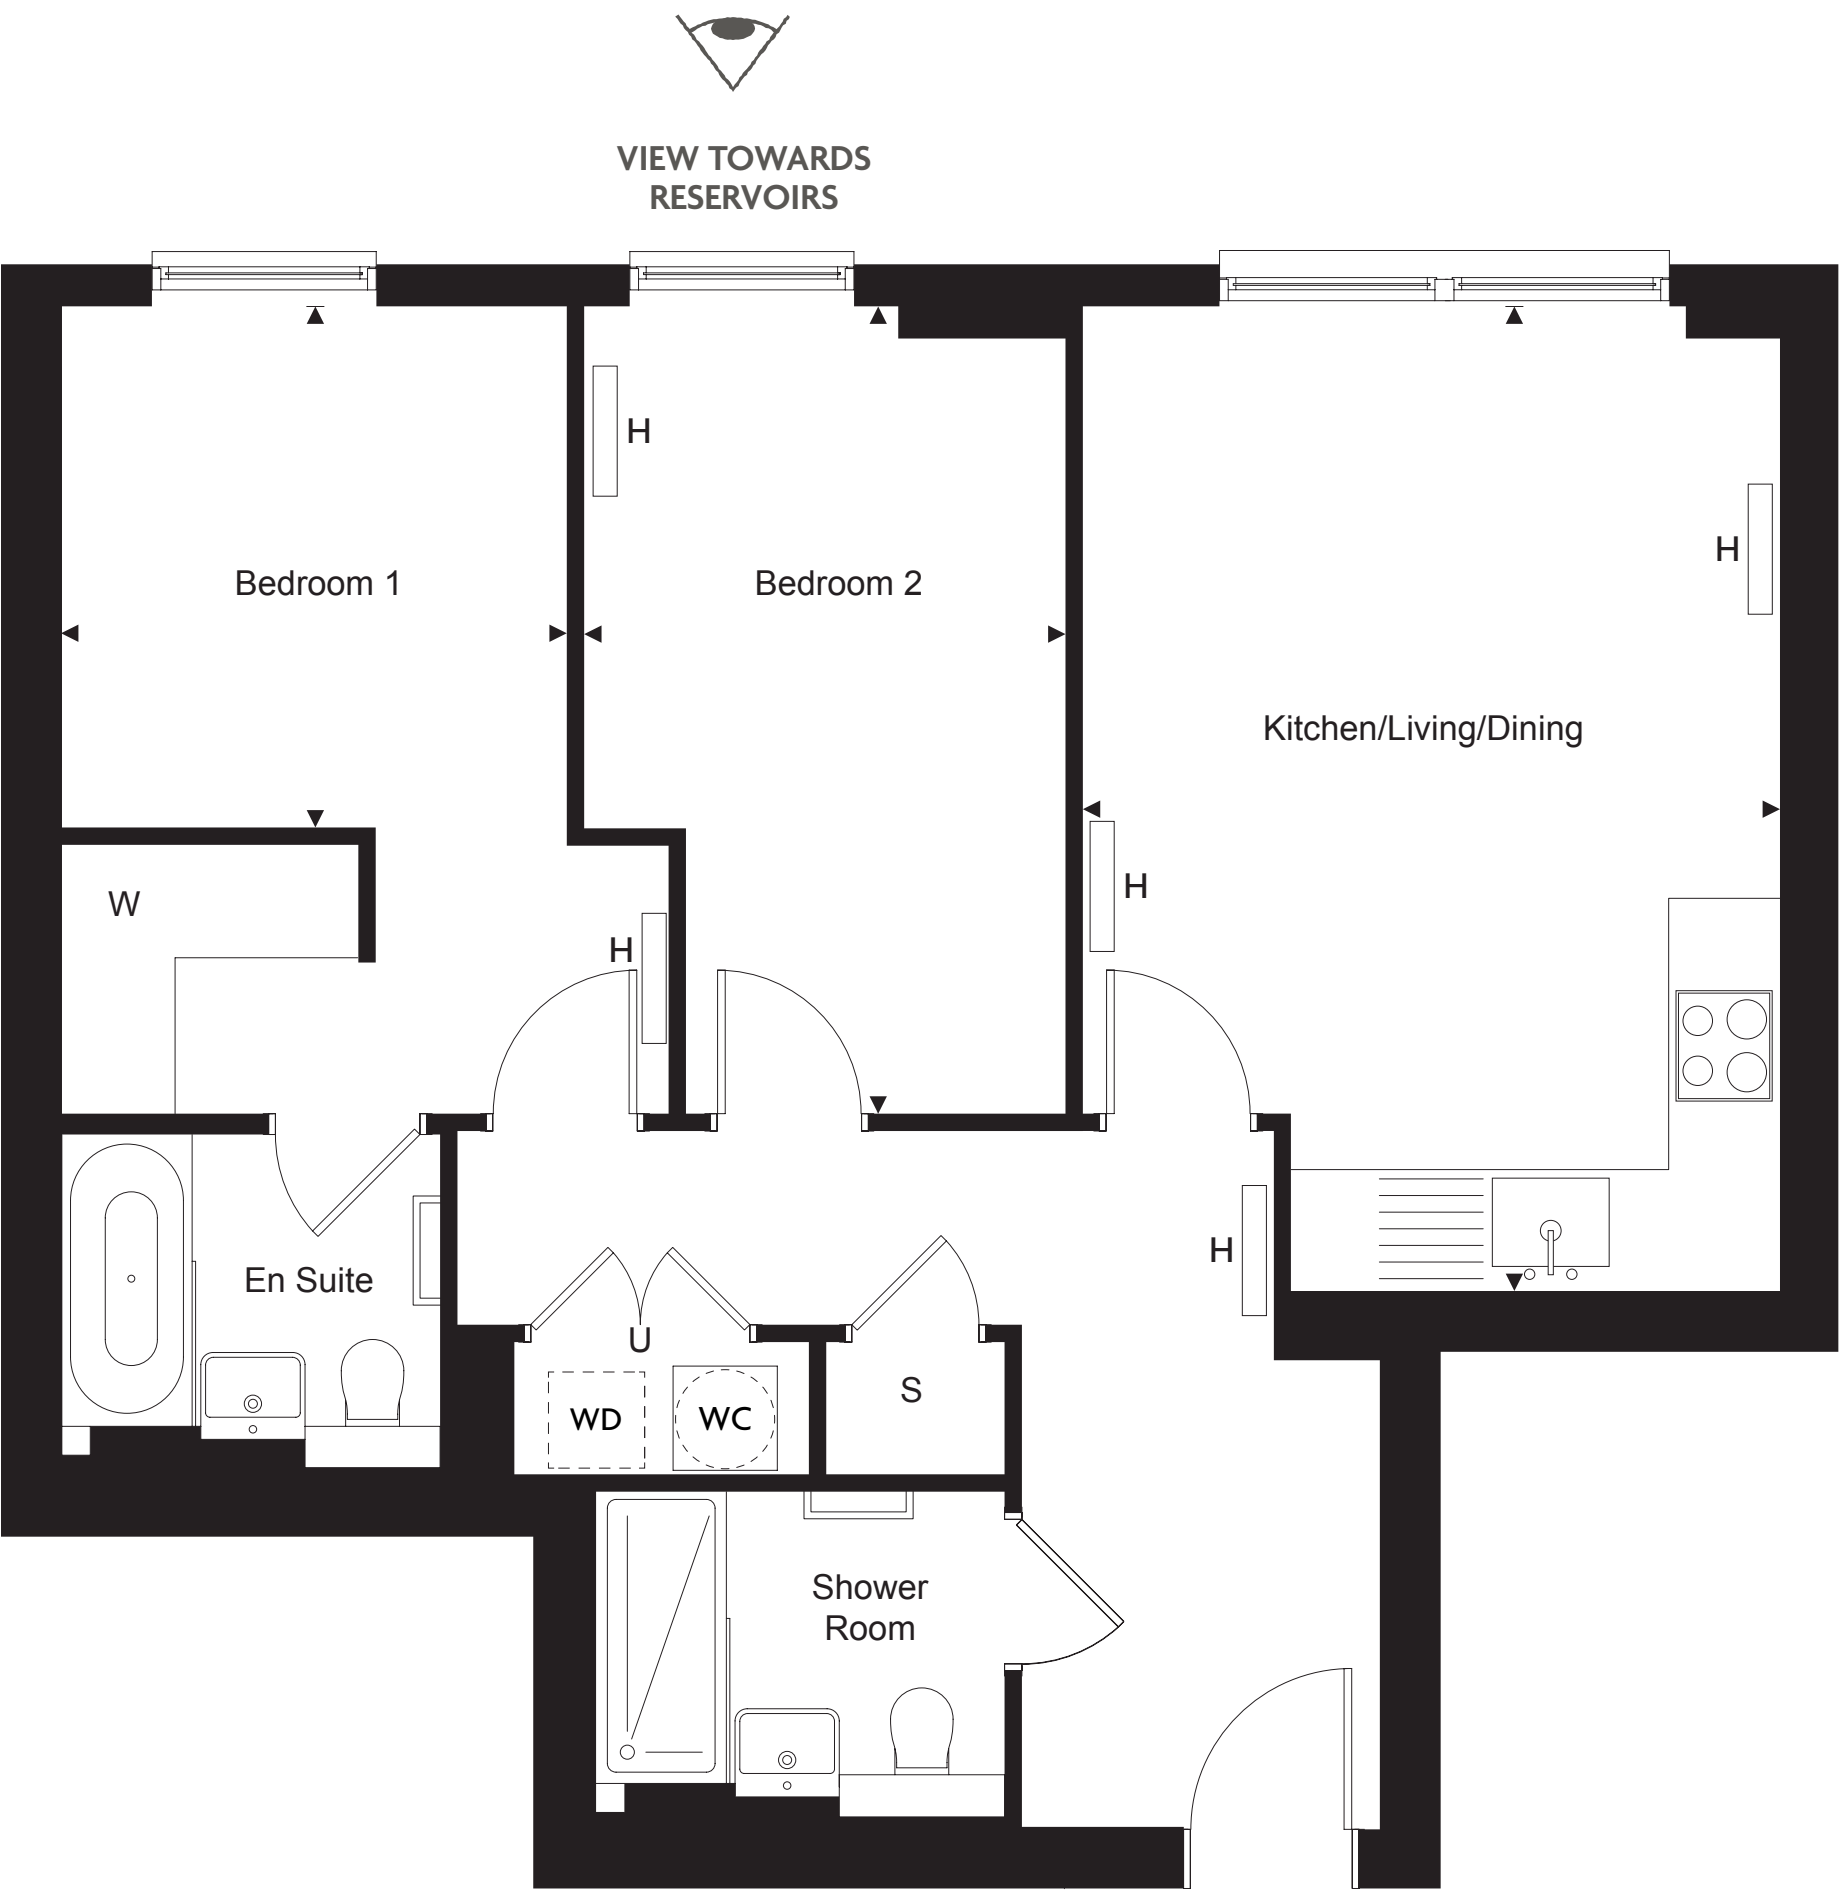 VIEW TOWARDS
RESERVOIRS
H
H
Bedroom 1
Bedroom 2
Kitchen/Living/Dining
H
W
H
H
En Suite
U
S
WD
WC
Shower
Room